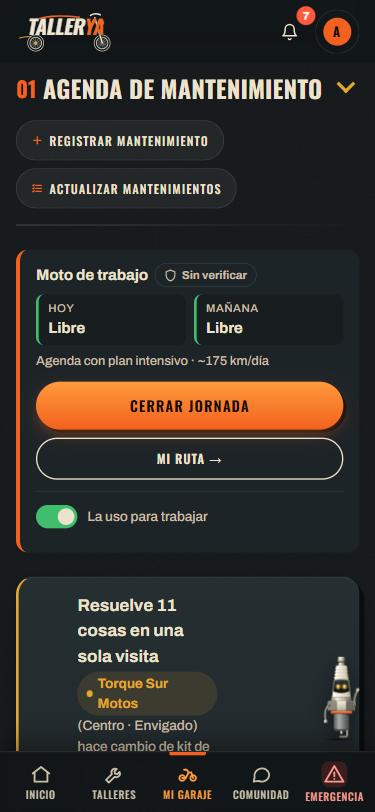 TALLERYA
7
A
01 AGENDA DE MANTENIMIENTO
+ REGISTRAR MANTENIMIENTO
ACTUALIZAR MANTENIMIENTOS
Moto de trabajo
Sin verificar
HOY
Libre
MAÑANA
Libre
Agenda con plan intensivo · ~175 km/día
CERRAR JORNADA
MI RUTA →
La uso para trabajar
Resuelve 11
cosas en una
sola visita
Torque Sur
Motos
(Centro · Envigado)
hace cambio de kit de
INICIO
TALLERES
MI GARAJE
COMUNIDAD
EMERGENCIA